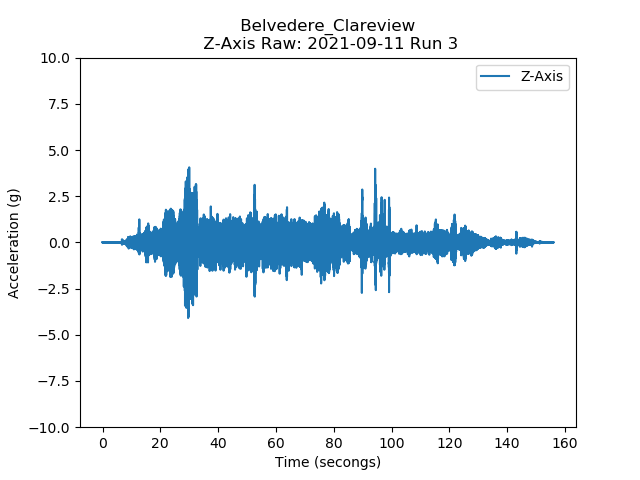 Belvedere_Clareview
Z-Axis Raw: 2021-09-11 Run 3
10.0
7.5
5.0
2.5
0.0
−2.5
−5.0
−7.5
−10.0
Acceleration (g)
Z-Axis
0 20 40 60 80 100 120 140 160
Time (secongs)